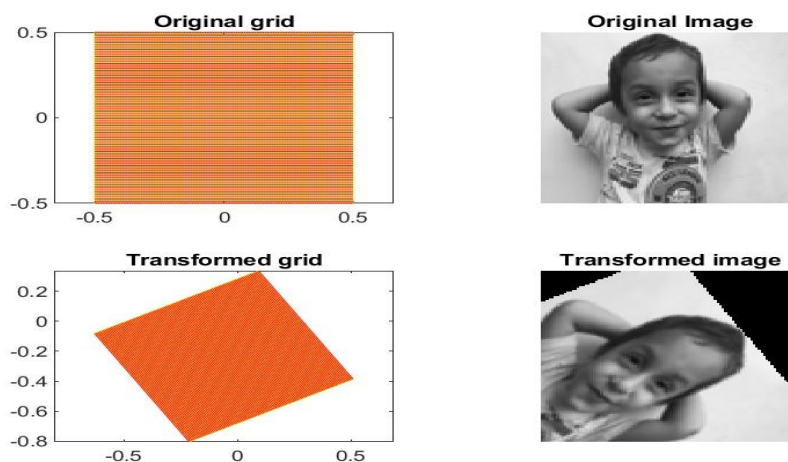 Original grid
0.5
0
-0.5
-0.5 0 0.5
Original Image
Transformed grid
0.2
0
-0.2
-0.4
-0.6
-0.8
-0.5 0 0.5
Transformed image